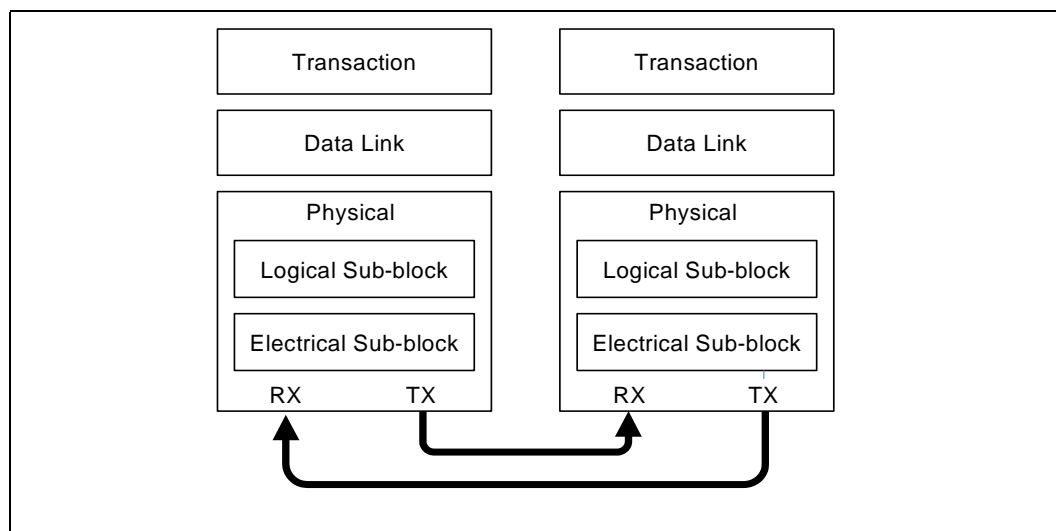 Transaction Transaction
Data Link Data Link
Physical Physical
Logical Sub-block Logical Sub-block
Electrical Sub-block Electrical Sub-block
RX TX RX TX